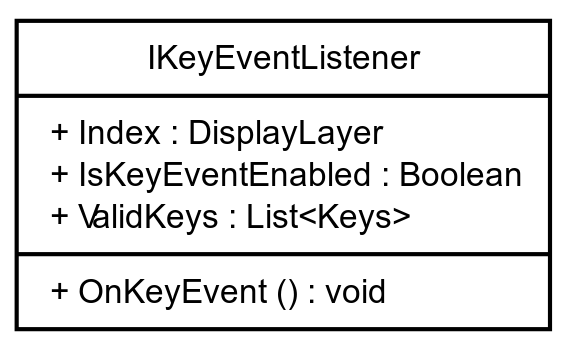 IKeyEventListener
+ Index : DisplayLayer
+ IsKeyEventEnabled : Boolean
+ ValidKeys : List<Keys>
+ OnKeyEvent () : void